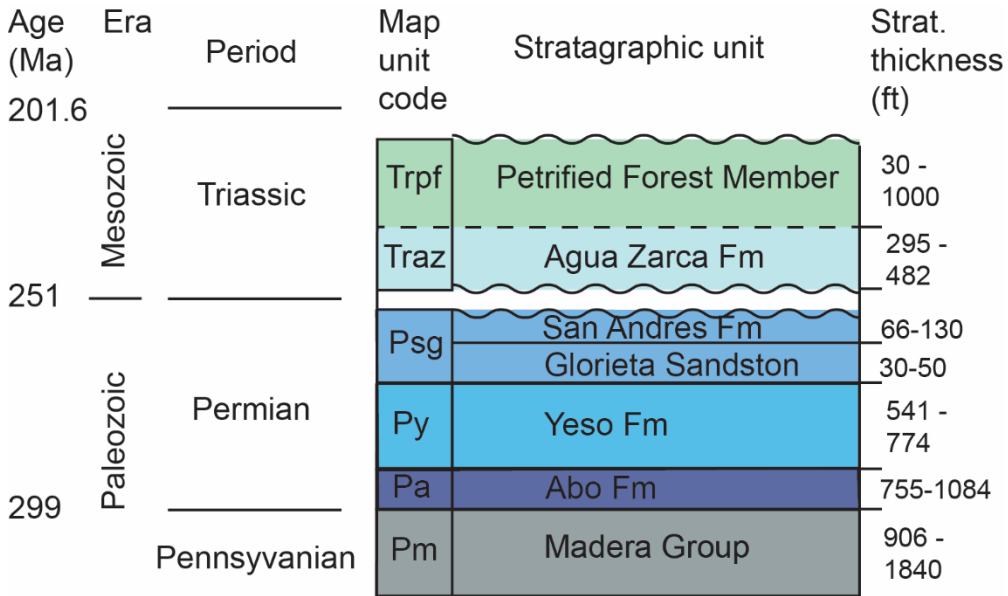 Age
(Ma)
Era
Period
Map
unit
code
Stratagraphic unit
Strat.
thickness
(ft)
201.6
Mesozoic
Triassic
Trpf
Petrified Forest Member
30 -
1000
Traz
Agua Zarca Fm
295 -
482
251
Paleozoic
Permian
Psg
San Andres Fm
66-130
Glorieta Sandston
30-50
Py
Yeso Fm
541 -
774
Pa
Abo Fm
755-1084
299
Pennsyvanian
Pm
Madera Group
906 -
1840